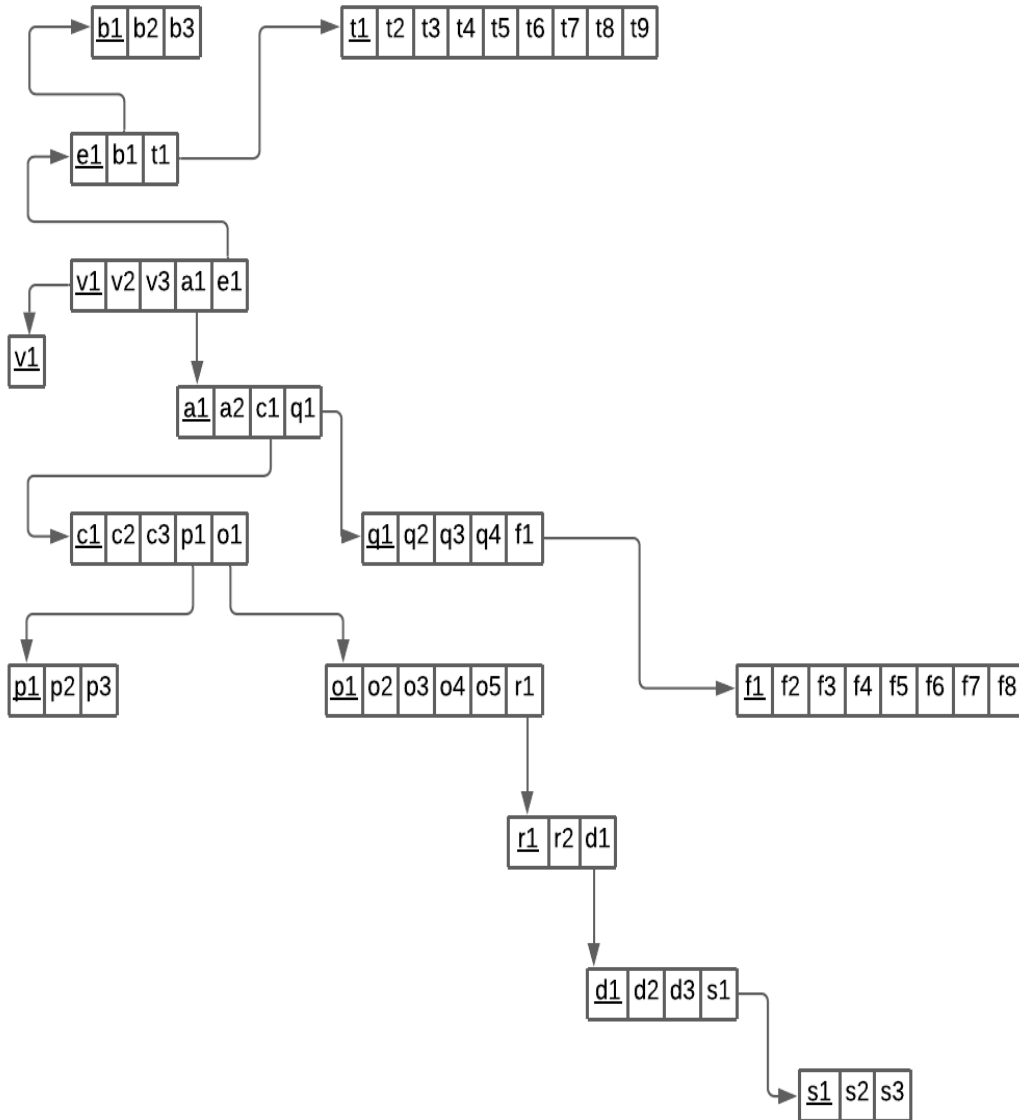 b1 b2 b3
t1 t2 t3 t4 t5 t6 t7 t8 t9
e1 b1 t1
v1 v2 v3 a1 e1
v1
a1 a2 c1 q1
c1 c2 c3 p1 o1
q1 q2 q3 q4 f1
p1 p2 p3
o1 o2 o3 o4 o5 r1
f1 f2 f3 f4 f5 f6 f7 f8
r1 r2 d1
d1 d2 d3 s1
s1 s2 s3